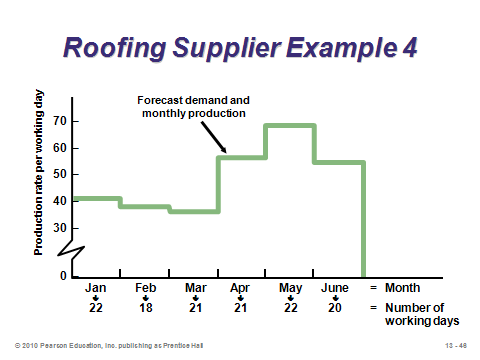 Roofing Supplier Example 4
Forecast demand and
monthly production
Production rate per working day
70
60
50
40
30
0
Jan Feb Mar Apr May June = Month
22 18 21 21 22 20 = Number of
working days
© 2010 Pearson Education, Inc. publishing as Prentice Hall
13 - 46